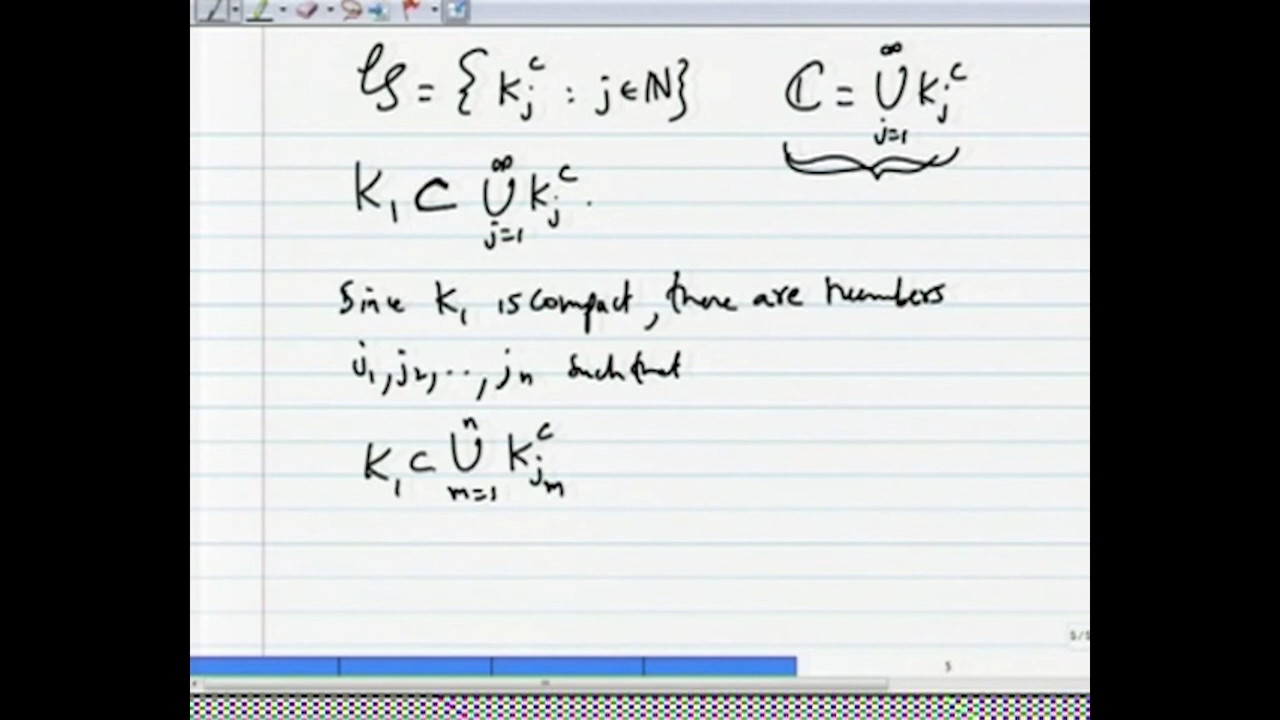 𝒢 = { K_j^c : j ∈ ℕ }    ℂ = ⋃_{j=1}^∞ K_j^c
K_1 ⊂ ⋃_{j=1}^∞ K_j^c .
Since K_1 is compact, there are numbers
j_1, j_2, .., j_n such that
K_1 ⊂ ⋃_{m=1}^n K_{j_m}^c
5